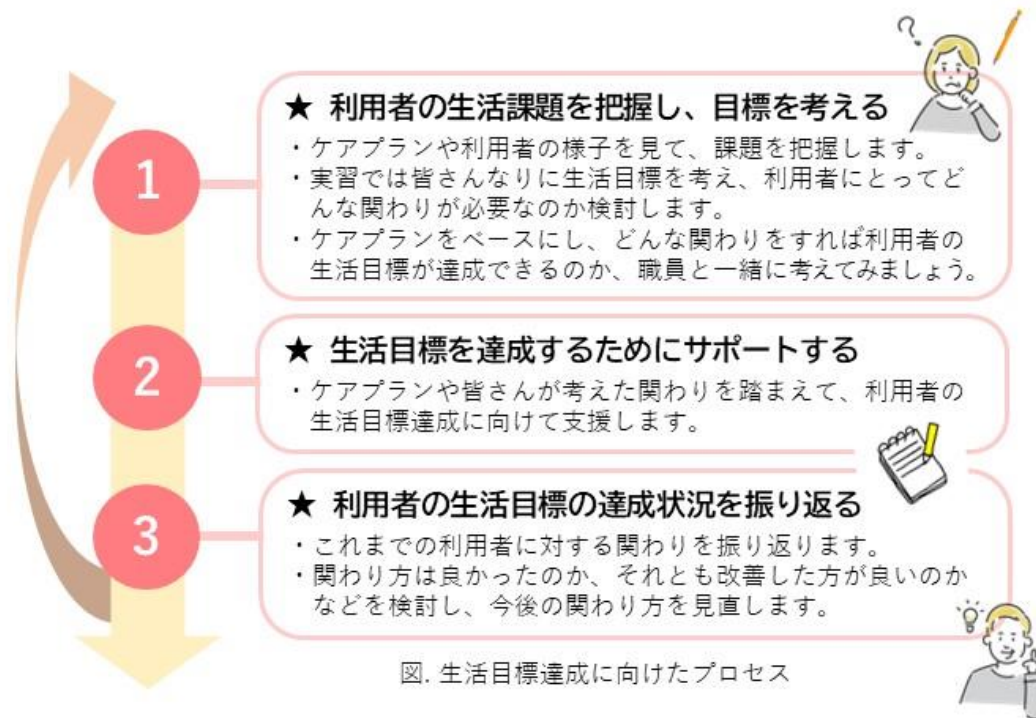 1
★ 利用者の生活課題を把握し、目標を考える
・ケアプランや利用者の様子を見て、課題を把握します。
・実習では皆さんなりに生活目標を考え、利用者にとってど
んな関わりが必要なのか検討します。
・ケアプランをベースにし、どんな関わりをすれば利用者の
生活目標が達成できるのか、職員と一緒に考えてみましょう。
2
★ 生活目標を達成するためにサポートする
・ケアプランや皆さんが考えた関わりを踏まえて、利用者の
生活目標達成に向けて支援します。
3
★ 利用者の生活目標の達成状況を振り返る
・これまでの利用者に対する関わりを振り返ります。
・関わり方は良かったのか、それとも改善した方が良いのか
などを検討し、今後の関わり方を見直します。
図. 生活目標達成に向けたプロセス